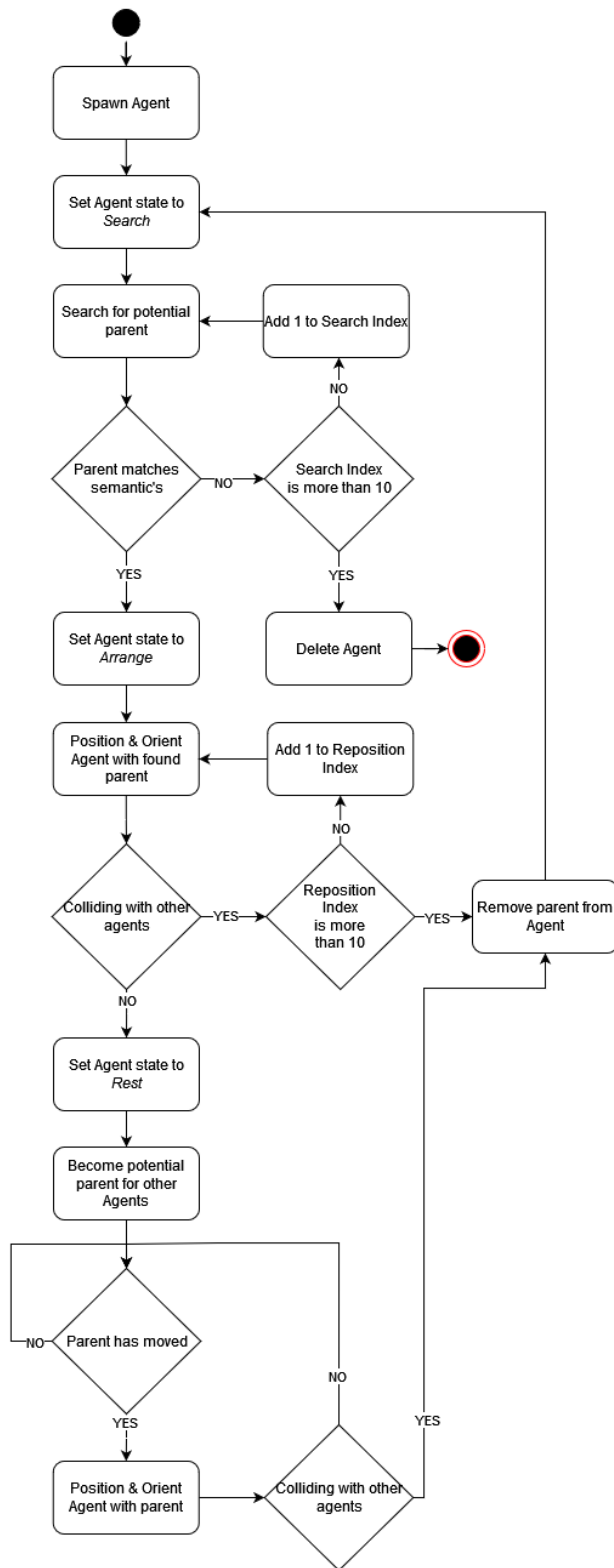 Spawn Agent
Set Agent state to
Search
Search for potential
parent
Add 1 to Search Index
NO
Parent matches
semantic's
NO
Search Index
is more than 10
YES
YES
Set Agent state to
Arrange
Delete Agent
Position & Orient
Agent with found
parent
Add 1 to Reposition
Index
NO
Colliding with other
agents
YES
Reposition
Index
is more
than 10
YES
Remove parent from
Agent
NO
Set Agent state to
Rest
Become potential
parent for other
Agents
Parent has moved
NO
NO
YES
YES
Position & Orient
Agent with parent
Colliding with other
agents